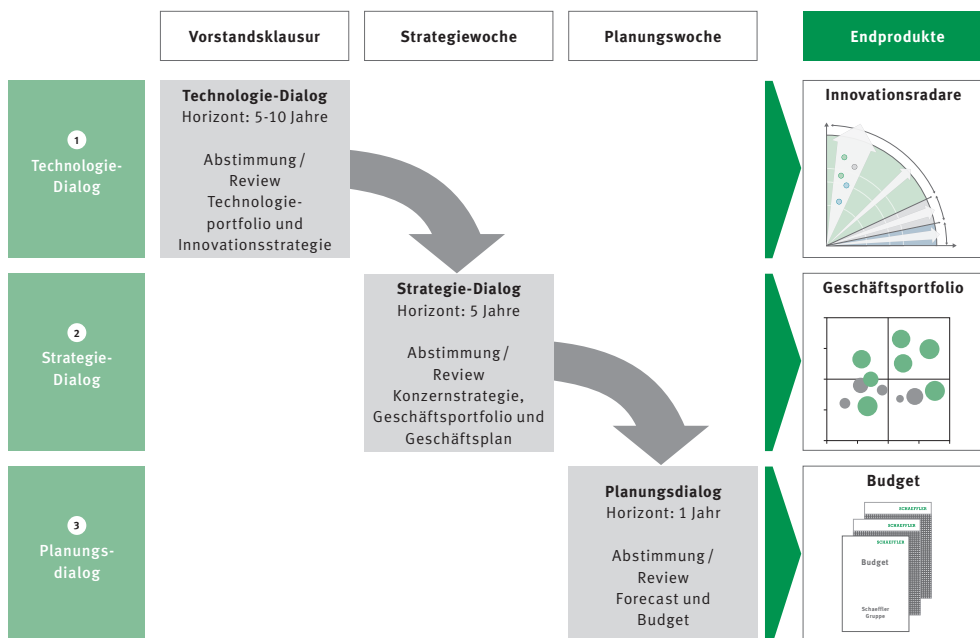 Vorstandsklausur
Strategiewoche
Planungswoche
Endprodukte
1
Technologie-
Dialog
Technologie-Dialog
Horizont: 5-10 Jahre
Abstimmung /
Review
Technologie-
portfolio und
Innovationsstrategie
Innovationsradare
2
Strategie-
Dialog
Strategie-Dialog
Horizont: 5 Jahre
Abstimmung /
Review
Konzernstrategie,
Geschäftsportfolio und
Geschäftsplan
Geschäftsportfolio
3
Planungs-
dialog
Planungsdialog
Horizont: 1 Jahr
Abstimmung /
Review
Forecast und
Budget
Budget
SCHAEFFLER
SCHAEFFLER
SCHAEFFLER
Budget
Schaeffler
Gruppe